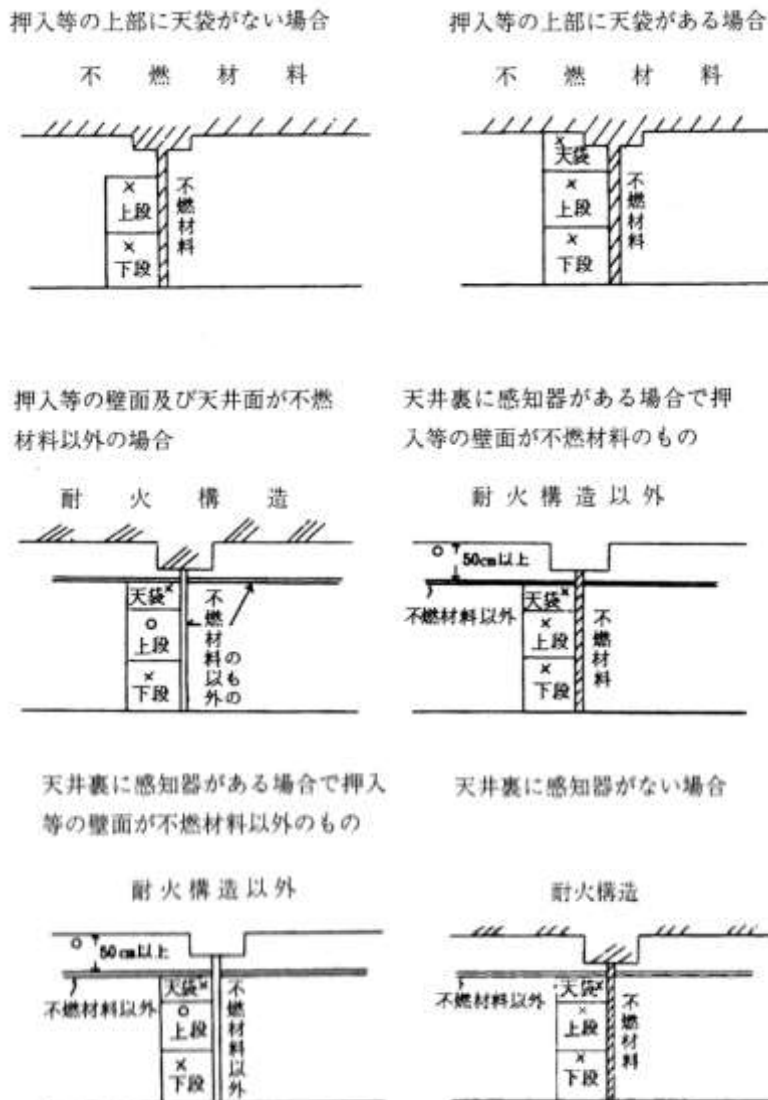 押入等の上部に天袋がない場合
不燃材料
×
上段
×
下段
不燃材料
押入等の上部に天袋がある場合
不燃材料
×
天袋
×
上段
×
下段
不燃材料
押入等の壁面及び天井面が不燃
材料以外の場合
耐火構造
天袋×
○
上段
×
下段
不燃材料
以外の
もの
天井裏に感知器がある場合で押
入等の壁面が不燃材料のもの
耐火構造以外
○
50cm以上
不燃材料以外
天袋×
×
上段
×
下段
不燃材料
天井裏に感知器がある場合で押入
等の壁面が不燃材料以外のもの
耐火構造以外
○
50cm以上
不燃材料以外
天袋×
○
上段
×
下段
不燃材料以外
天井裏に感知器がない場合
耐火構造
不燃材料以外
天袋×
×
上段
×
下段
不燃材料